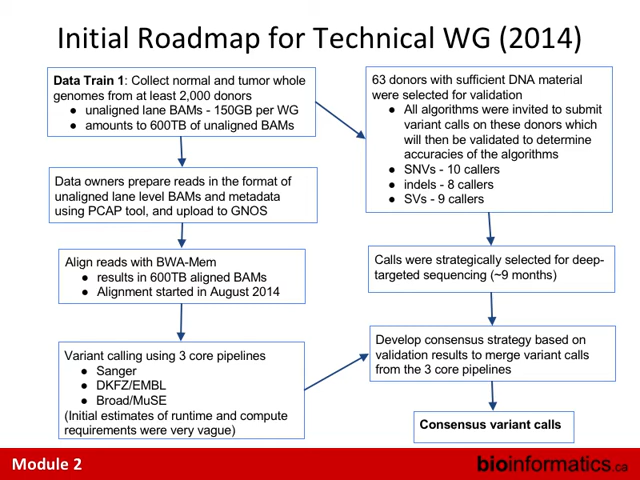 Initial Roadmap for Technical WG (2014)
Data Train 1: Collect normal and tumor whole
genomes from at least 2,000 donors
● unaligned lane BAMs - 150GB per WG
● amounts to 600TB of unaligned BAMs
Data owners prepare reads in the format of
unaligned lane level BAMs and metadata
using PCAP tool, and upload to GNOS
Align reads with BWA-Mem
● results in 600TB aligned BAMs
● Alignment started in August 2014
Variant calling using 3 core pipelines
● Sanger
● DKFZ/EMBL
● Broad/MuSE
(Initial estimates of runtime and compute
requirements were very vague)
63 donors with sufficient DNA material
were selected for validation
● All algorithms were invited to submit
variant calls on these donors which
will then be validated to determine
accuracies of the algorithms
● SNVs - 10 callers
● indels - 8 callers
● SVs - 9 callers
Calls were strategically selected for deep-
targeted sequencing (~9 months)
Develop consensus strategy based on
validation results to merge variant calls
from the 3 core pipelines
Consensus variant calls
Module 2
bioinformatics.ca